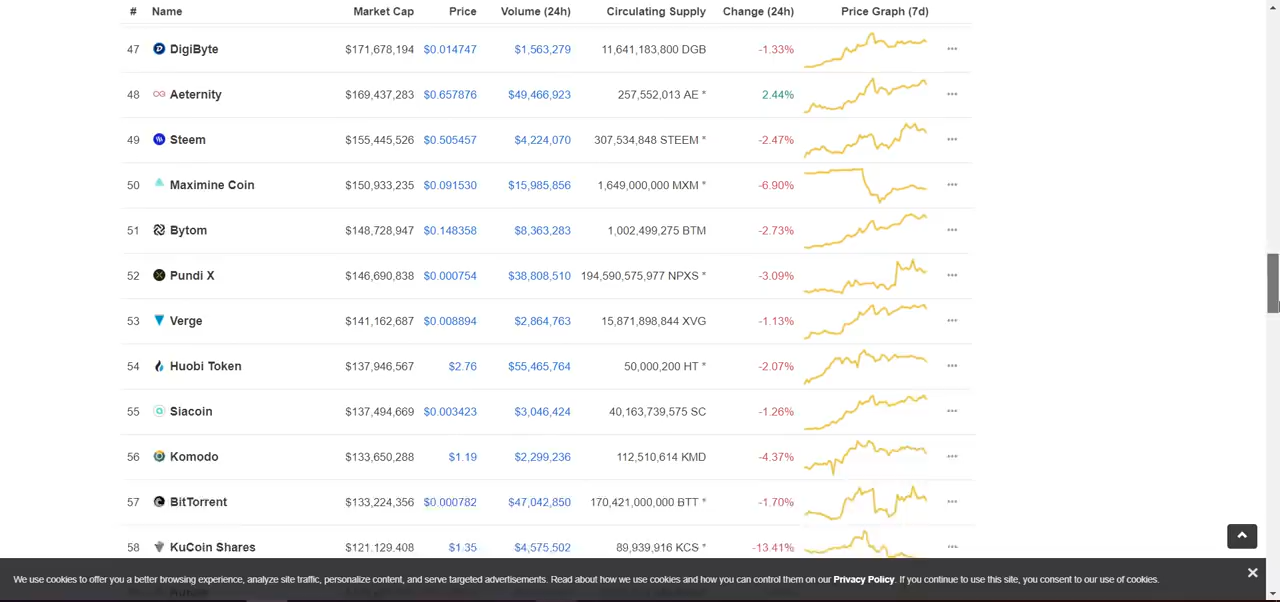 # Name Market Cap Price Volume (24h) Circulating Supply Change (24h) Price Graph (7d)
47 DigiByte $171,678,194 $0.014747 $1,563,279 11,641,183,800 DGB -1.33%
48 Aeternity $169,437,283 $0.657876 $49,466,923 257,552,013 AE * 2.44%
49 Steem $155,445,526 $0.505457 $4,224,070 307,534,848 STEEM * -2.47%
50 Maximine Coin $150,933,235 $0.091530 $15,985,856 1,649,000,000 MXM * -6.90%
51 Bytom $148,728,947 $0.148358 $8,363,283 1,002,499,275 BTM -2.73%
52 Pundi X $146,690,838 $0.000754 $38,808,510 194,590,575,977 NPXS * -3.09%
53 Verge $141,162,687 $0.008894 $2,864,763 15,871,898,844 XVG -1.13%
54 Huobi Token $137,946,567 $2.76 $55,465,764 50,000,200 HT * -2.07%
55 Siacoin $137,494,669 $0.003423 $3,046,424 40,163,739,575 SC -1.26%
56 Komodo $133,650,288 $1.19 $2,299,236 112,510,614 KMD -4.37%
57 BitTorrent $133,224,356 $0.000782 $47,042,850 170,421,000,000 BTT * -1.70%
58 KuCoin Shares $121,129,408 $1.35 $4,575,502 89,939,916 KCS * -13.41%
We use cookies to offer you a better browsing experience, analyze site traffic, personalize content, and serve targeted advertisements. Read about how we use cookies and how you can control them on our Privacy Policy. If you continue to use this site, you consent to our use of cookies.